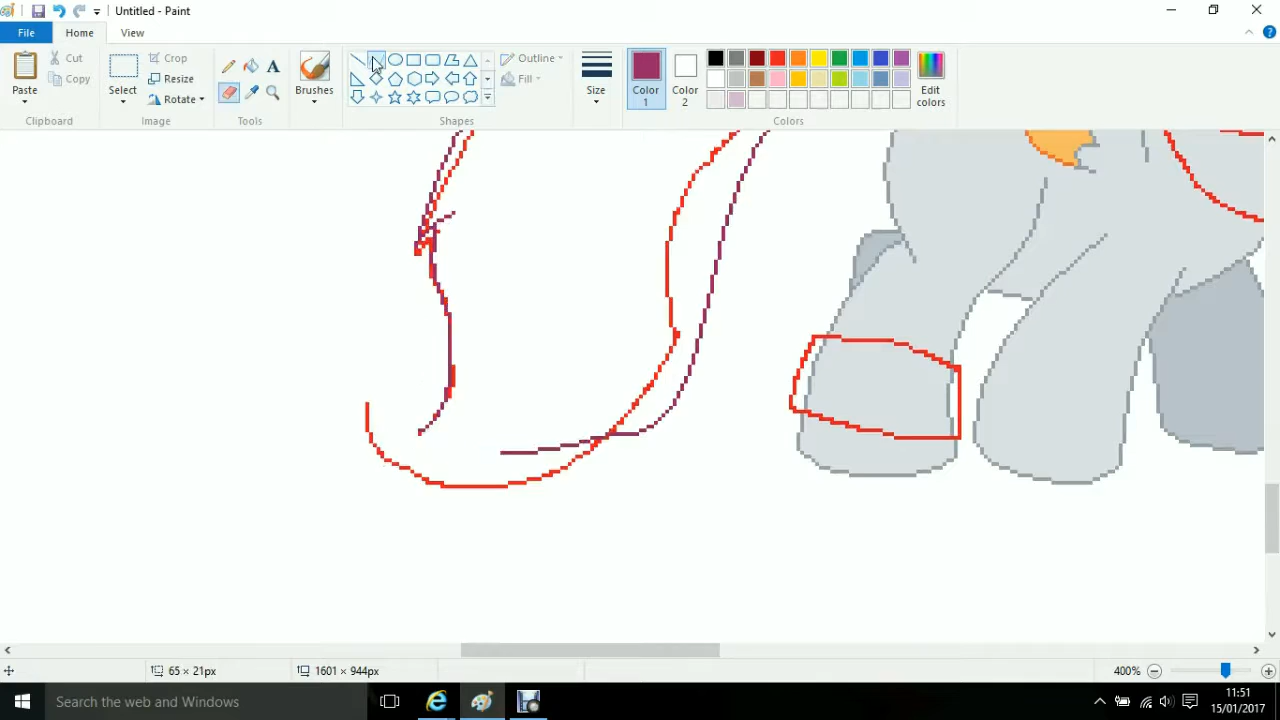 Untitled - Paint
File
Home
View
Paste
Cut
Copy
Clipboard
Select
Crop
Resize
Rotate
Image
A
Tools
Brushes
Shapes
Outline
Fill
Size
Color 1
Color 2
Edit colors
Colors
65 × 21px
1601 × 944px
400%
Search the web and Windows
11:51
15/01/2017